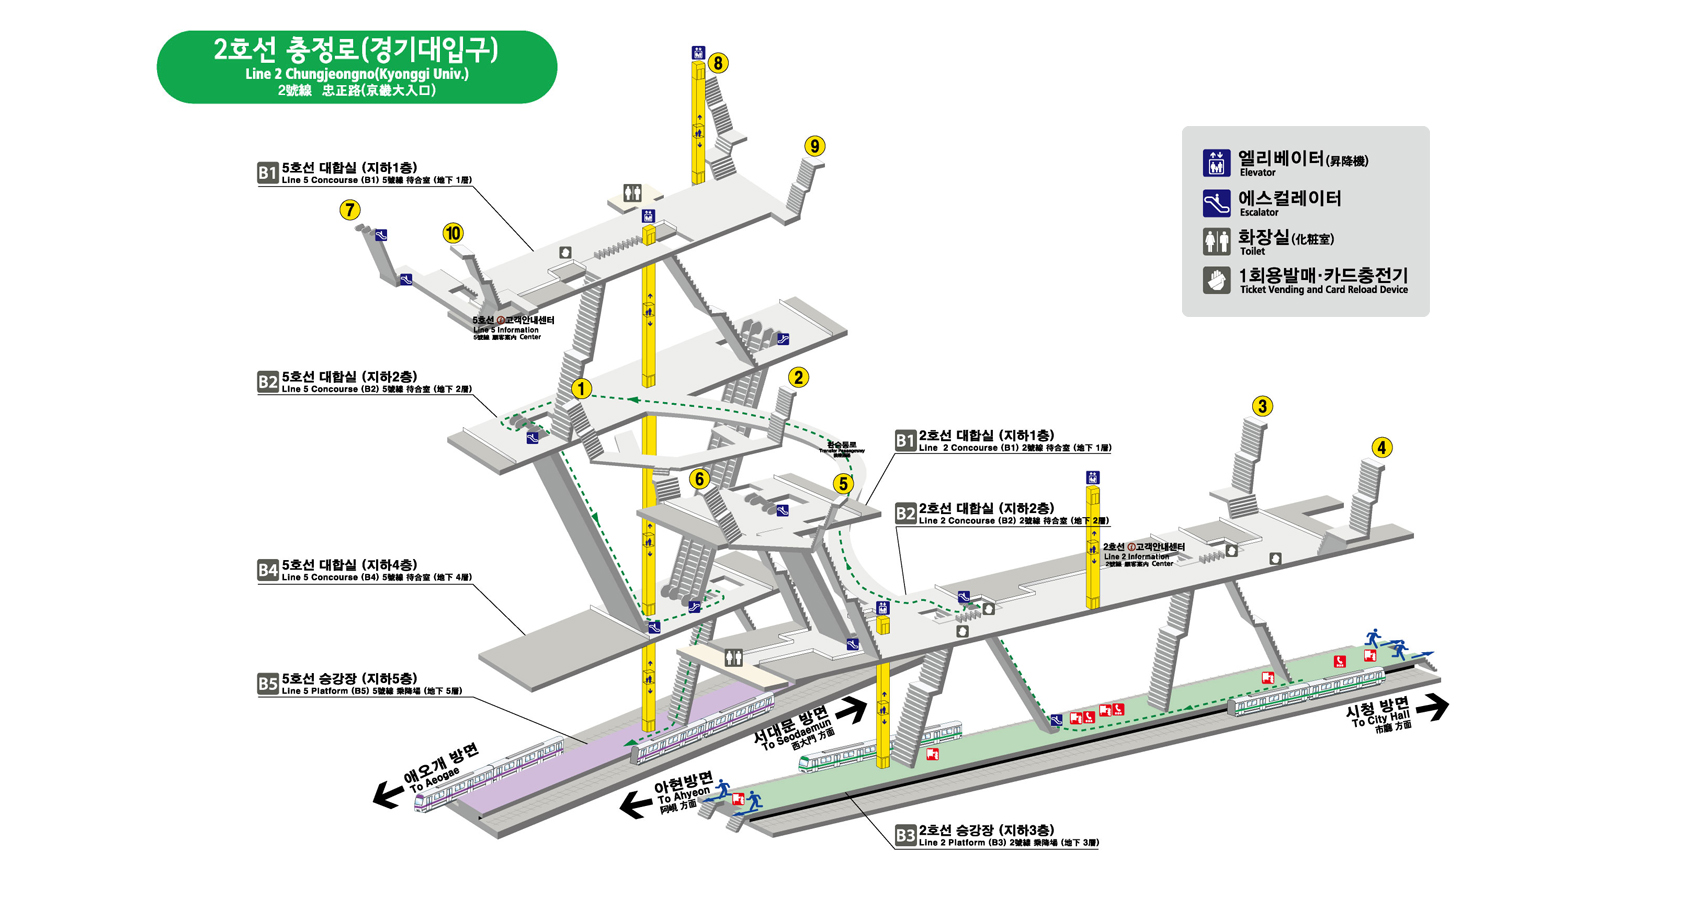 2호선 충정로(경기대입구)
Line 2 Chungjeongno(Kyonggi Univ.)
2號線 忠正路(京畿大入口)
8
9
B1 5호선 대합실 (지하1층)
Line 5 Concourse (B1) 5號線 待合室 (地下 1層)
7
10
엘리베이터(昇降機)
Elevator
에스컬레이터
Escalator
화장실(化粧室)
Toilet
1회용발매·카드충전기
Ticket Vending and Card Reload Device
5호선 고객안내센터
Line 5 Information
5號線 顧客案內 Center
B2 5호선 대합실 (지하2층)
Line 5 Concourse (B2) 5號線 待合室 (地下 2層)
1
2
3
4
환승통로
Transfer Passageway
B1 2호선 대합실 (지하1층)
Line 2 Concourse (B1) 2號線 待合室 (地下 1層)
6
5
B2 2호선 대합실 (지하2층)
Line 2 Concourse (B2) 2號線 待合室 (地下 2層)
2호선 고객안내센터
Line 2 Information
2號線 顧客案內 Center
B4 5호선 대합실 (지하4층)
Line 5 Concourse (B4) 5號線 待合室 (地下 4層)
B5 5호선 승강장 (지하5층)
Line 5 Platform (B5) 5號線 乘降場 (地下 5層)
서대문 방면
To Seodaemun
西大門 方面
시청 방면
To City Hall
市廳 方面
애오개 방면
To Aeogae
아현방면
To Ahyeon
阿峴 方面
B3 2호선 승강장 (지하3층)
Line 2 Platform (B3) 2號線 乘降場 (地下 3層)